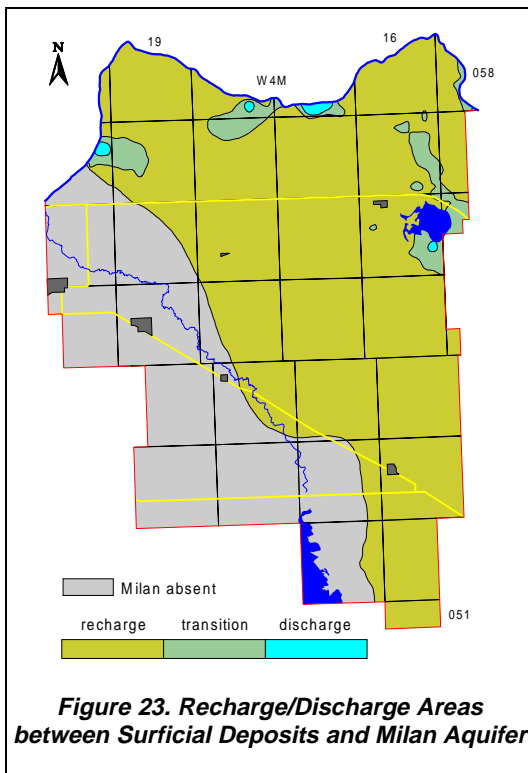 N
19
16
W4M
058
Milan absent
051
recharge transition discharge
Figure 23. Recharge/Discharge Areas
between Surficial Deposits and Milan Aquifer